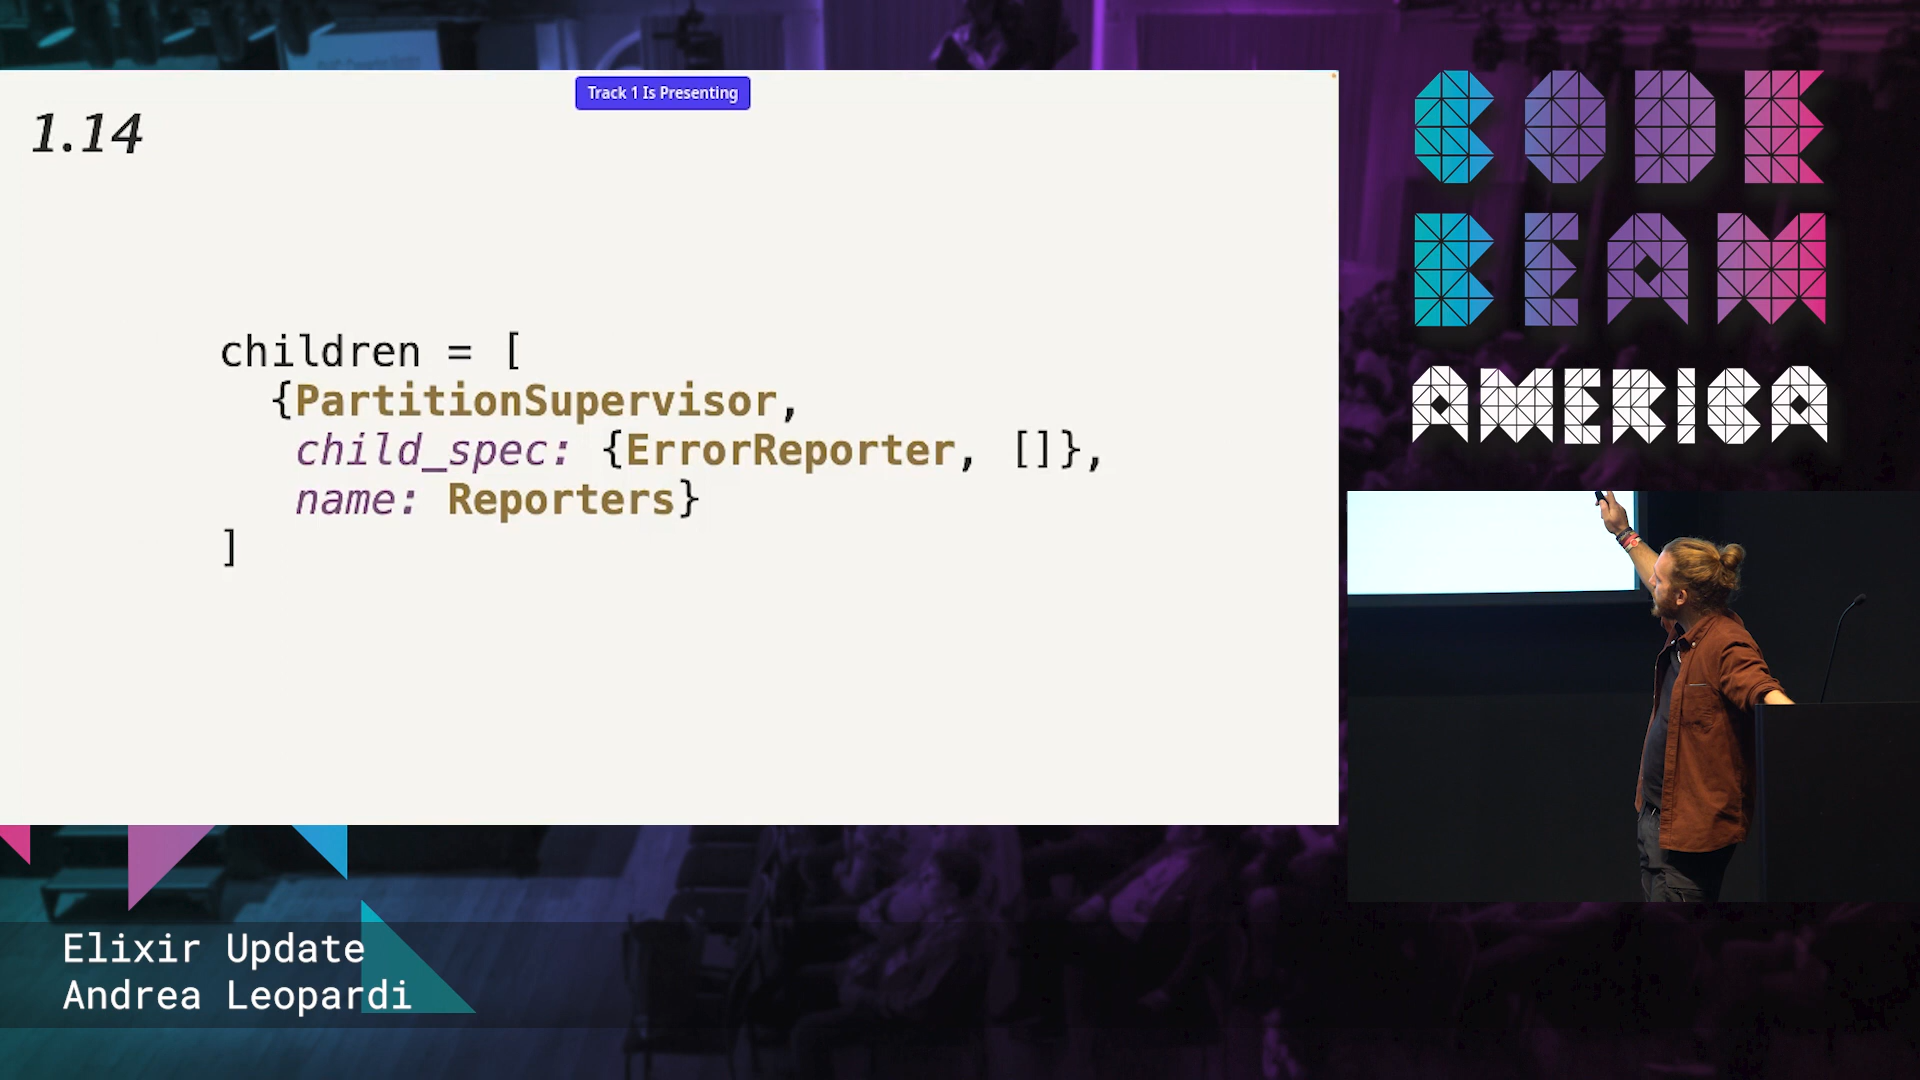 Track 1 Is Presenting
1.14
children = [
{PartitionSupervisor,
child_spec: {ErrorReporter, []},
name: Reporters}
]
CODE
BEAM
AMERICA
Elixir Update
Andrea Leopardi